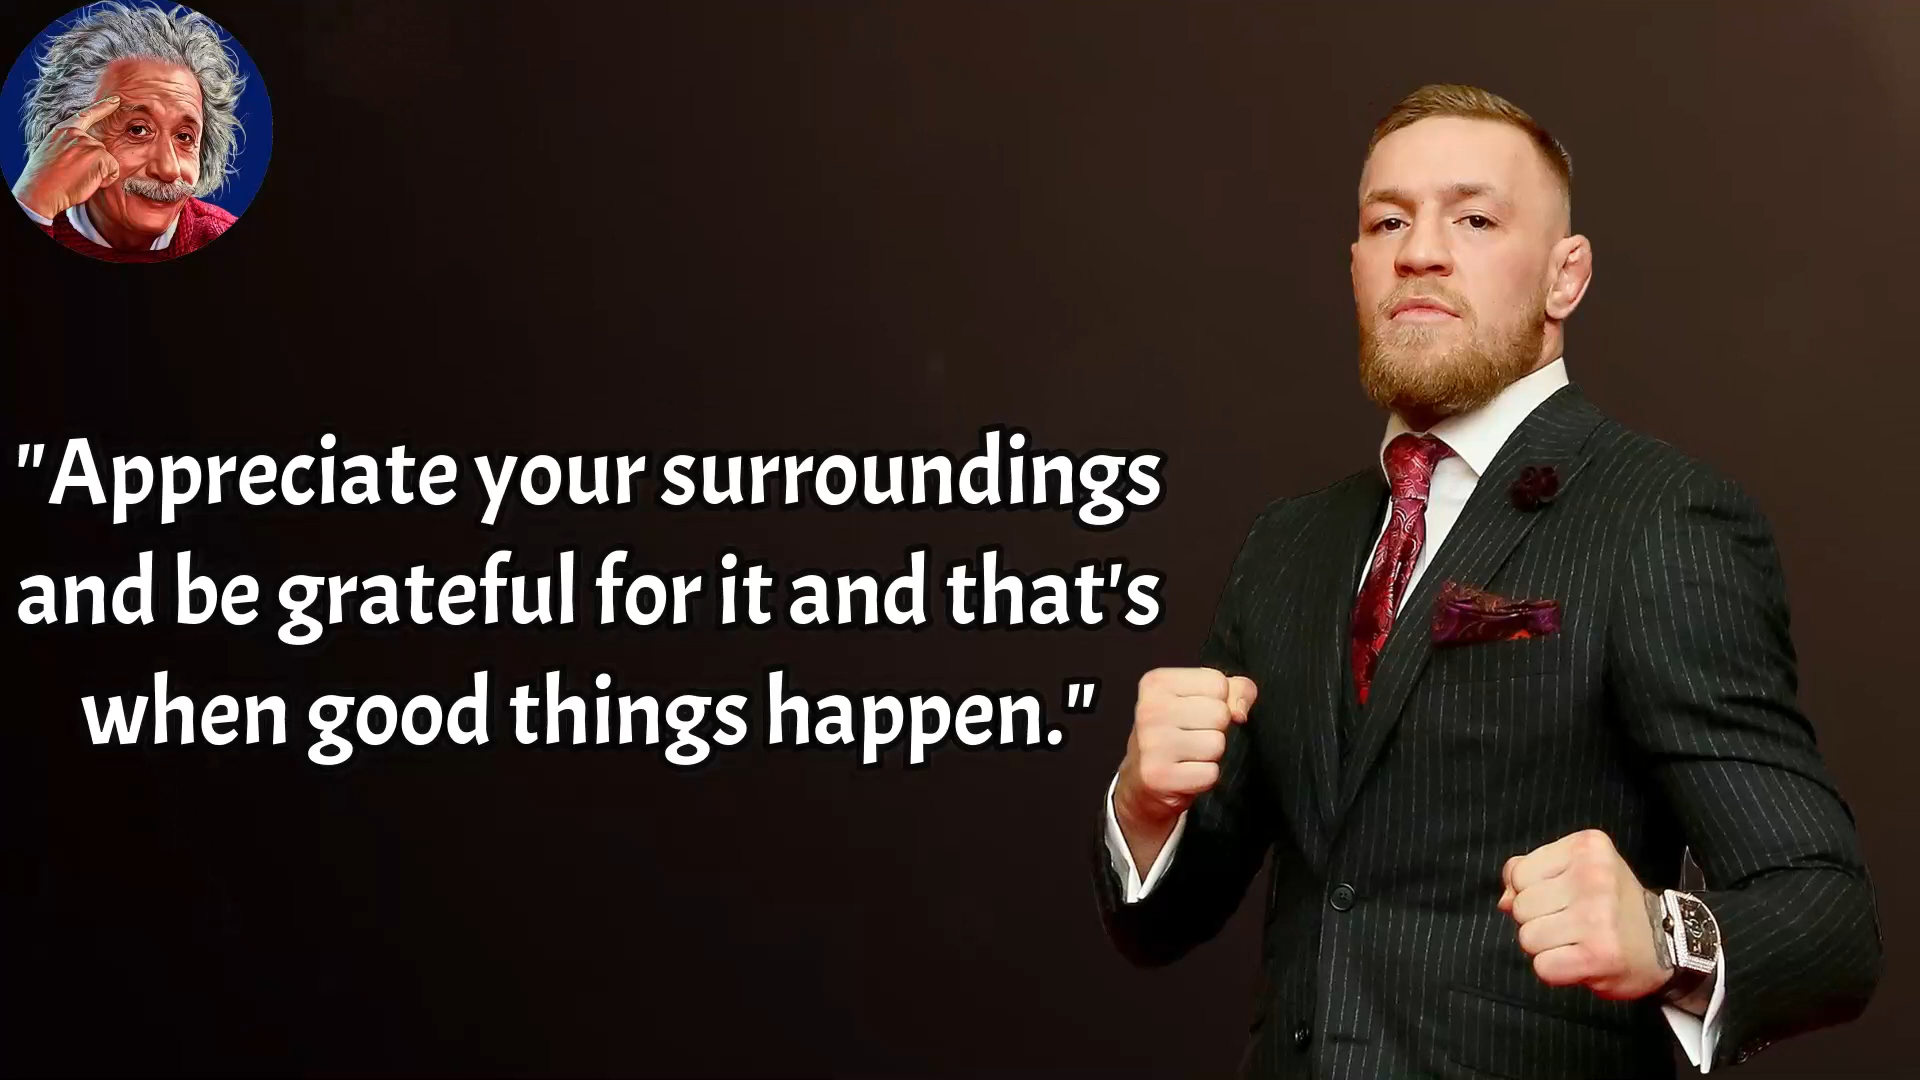 "Appreciate your surroundings
and be grateful for it and that's
when good things happen."